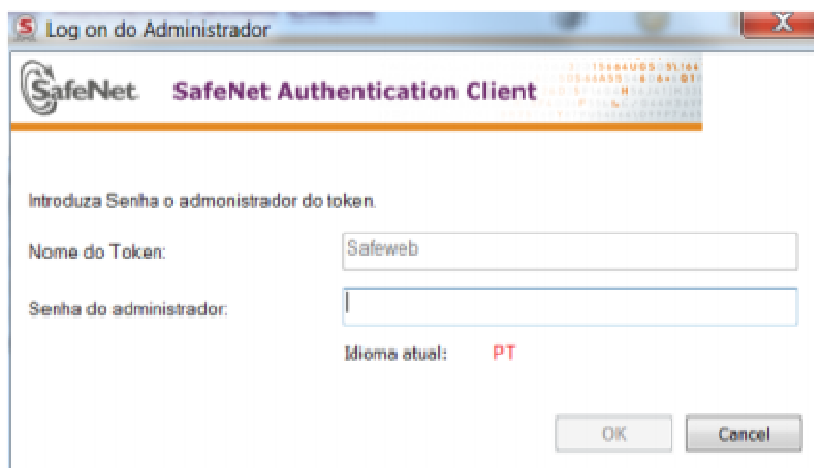 Log on do Administrador
SafeNet SafeNet Authentication Client
Introduza Senha o admonistrador do token.
Nome do Token: Safeweb
Senha do administrador:
Idioma atual: PT
OK Cancel